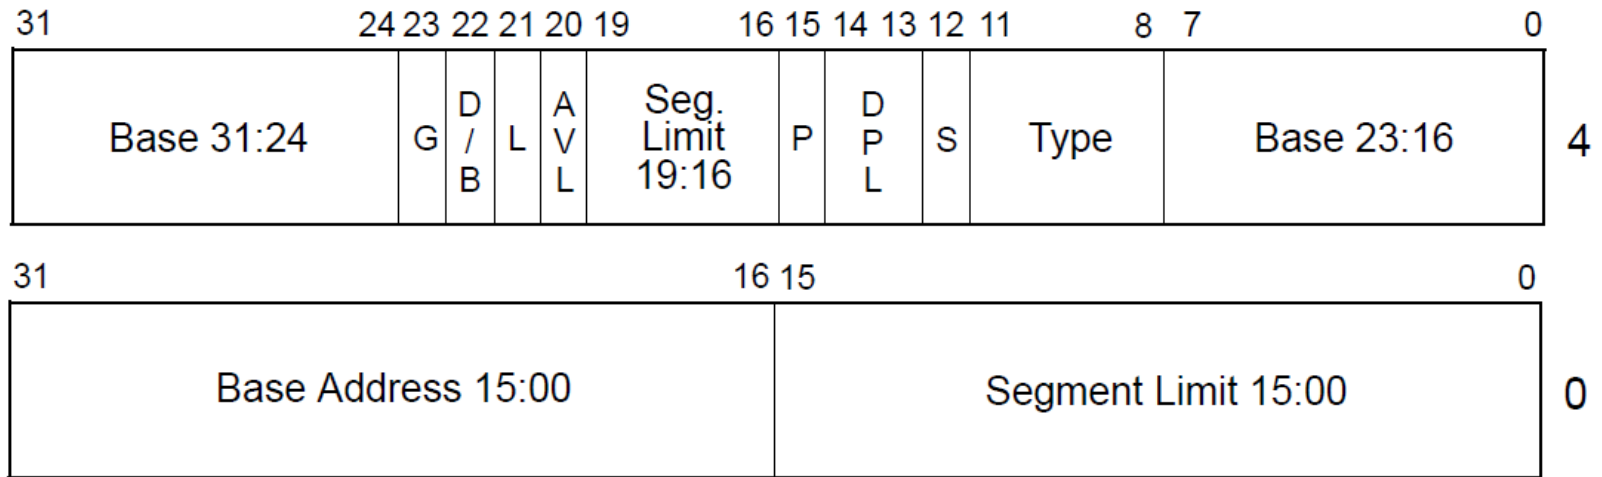 31 24 23 22 21 20 19 16 15 14 13 12 11 8 7 0
Base 31:24 G D/B L AVL Seg. Limit 19:16 P DPL S Type Base 23:16 4
31 16 15 0
Base Address 15:00 Segment Limit 15:00 0